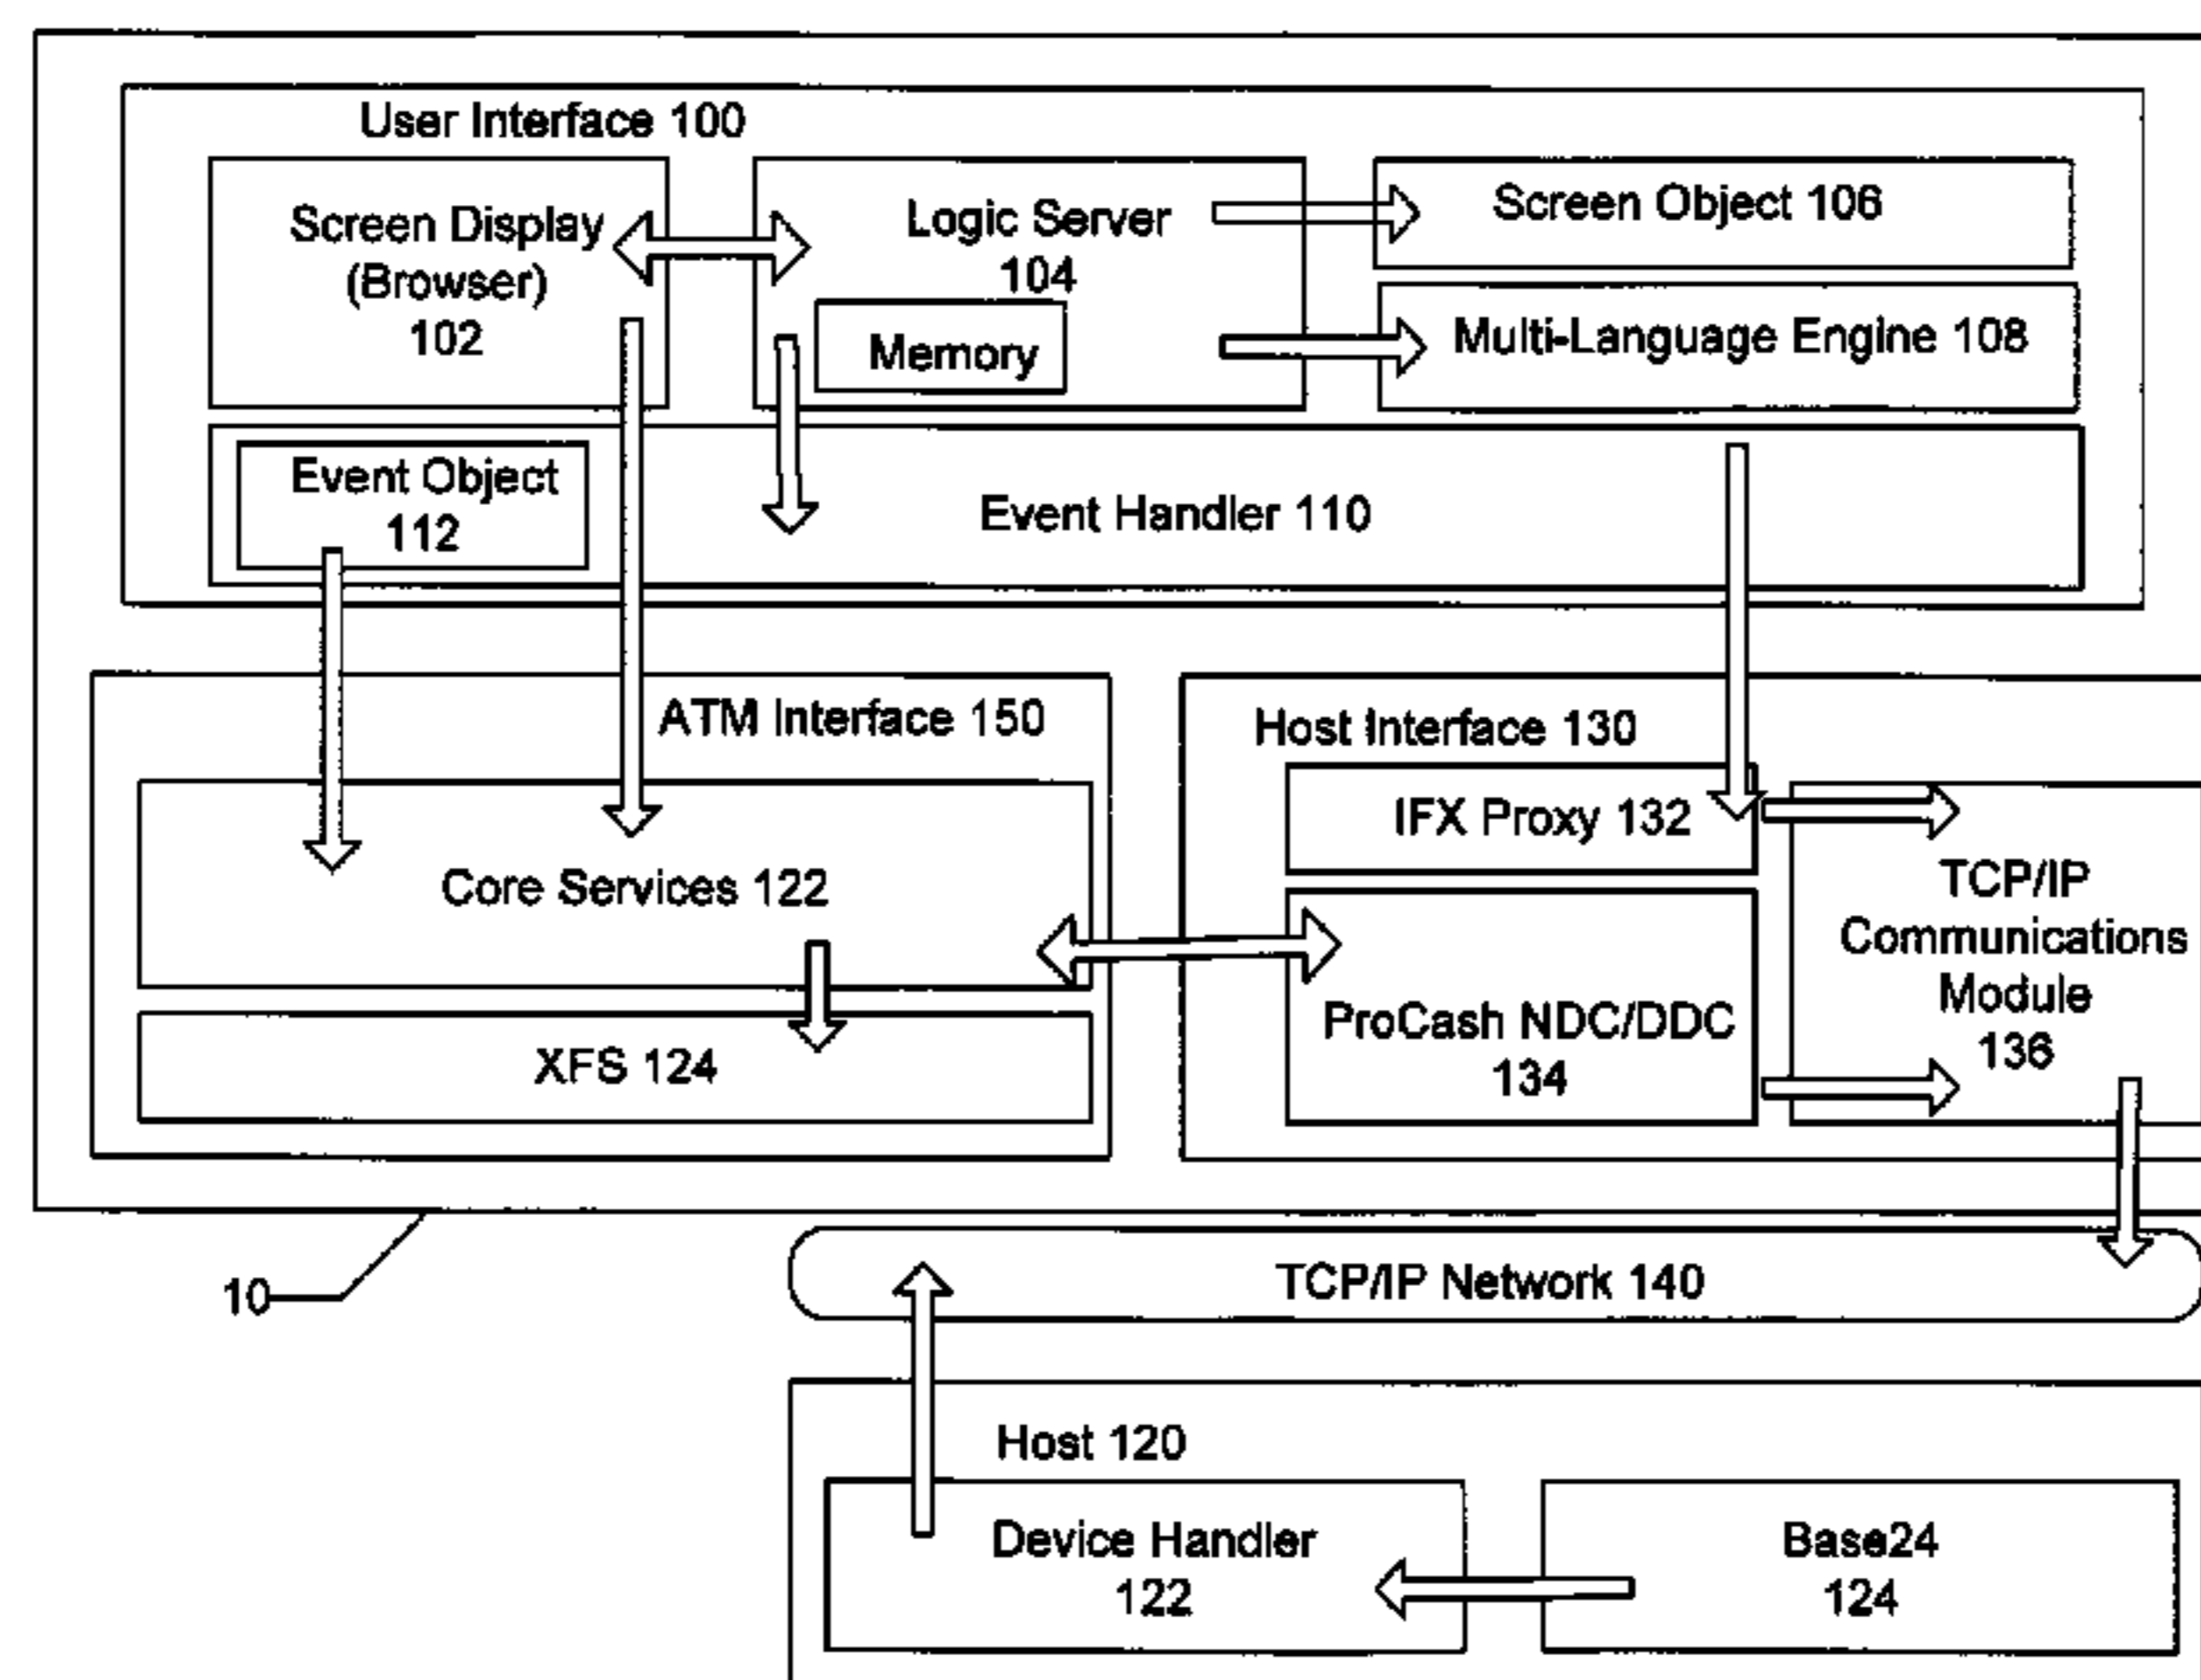 User Interface 100
Screen Display
(Browser)
102
Logic Server
104
Memory
Screen Object 106
Multi-Language Engine 108
Event Object
112
Event Handler 110
ATM Interface 150
Core Services 122
XFS 124
Host Interface 130
IFX Proxy 132
ProCash NDC/DDC
134
TCP/IP
Communications
Module
136
10
TCP/IP Network 140
Host 120
Device Handler
122
Base24
124